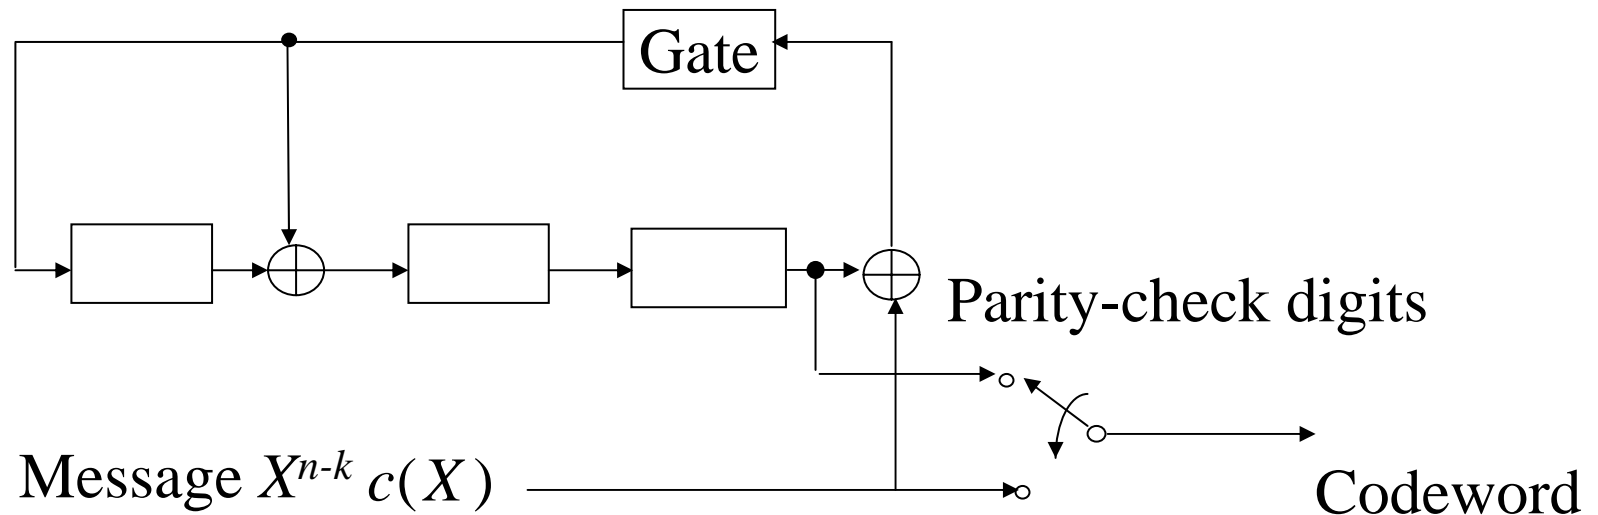 Gate
Parity-check digits
Message X^{n-k} c(X)
Codeword